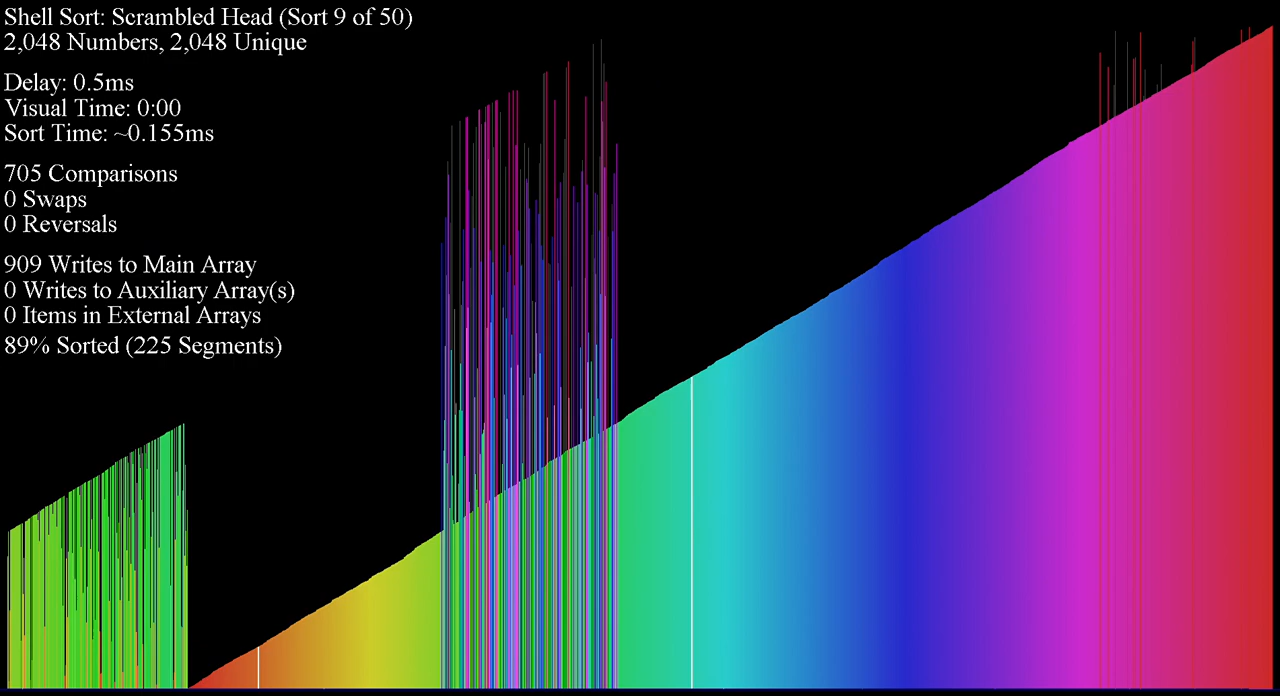 Shell Sort: Scrambled Head (Sort 9 of 50)
2,048 Numbers, 2,048 Unique
Delay: 0.5ms
Visual Time: 0:00
Sort Time: ~0.155ms
705 Comparisons
0 Swaps
0 Reversals
909 Writes to Main Array
0 Writes to Auxiliary Array(s)
0 Items in External Arrays
89% Sorted (225 Segments)